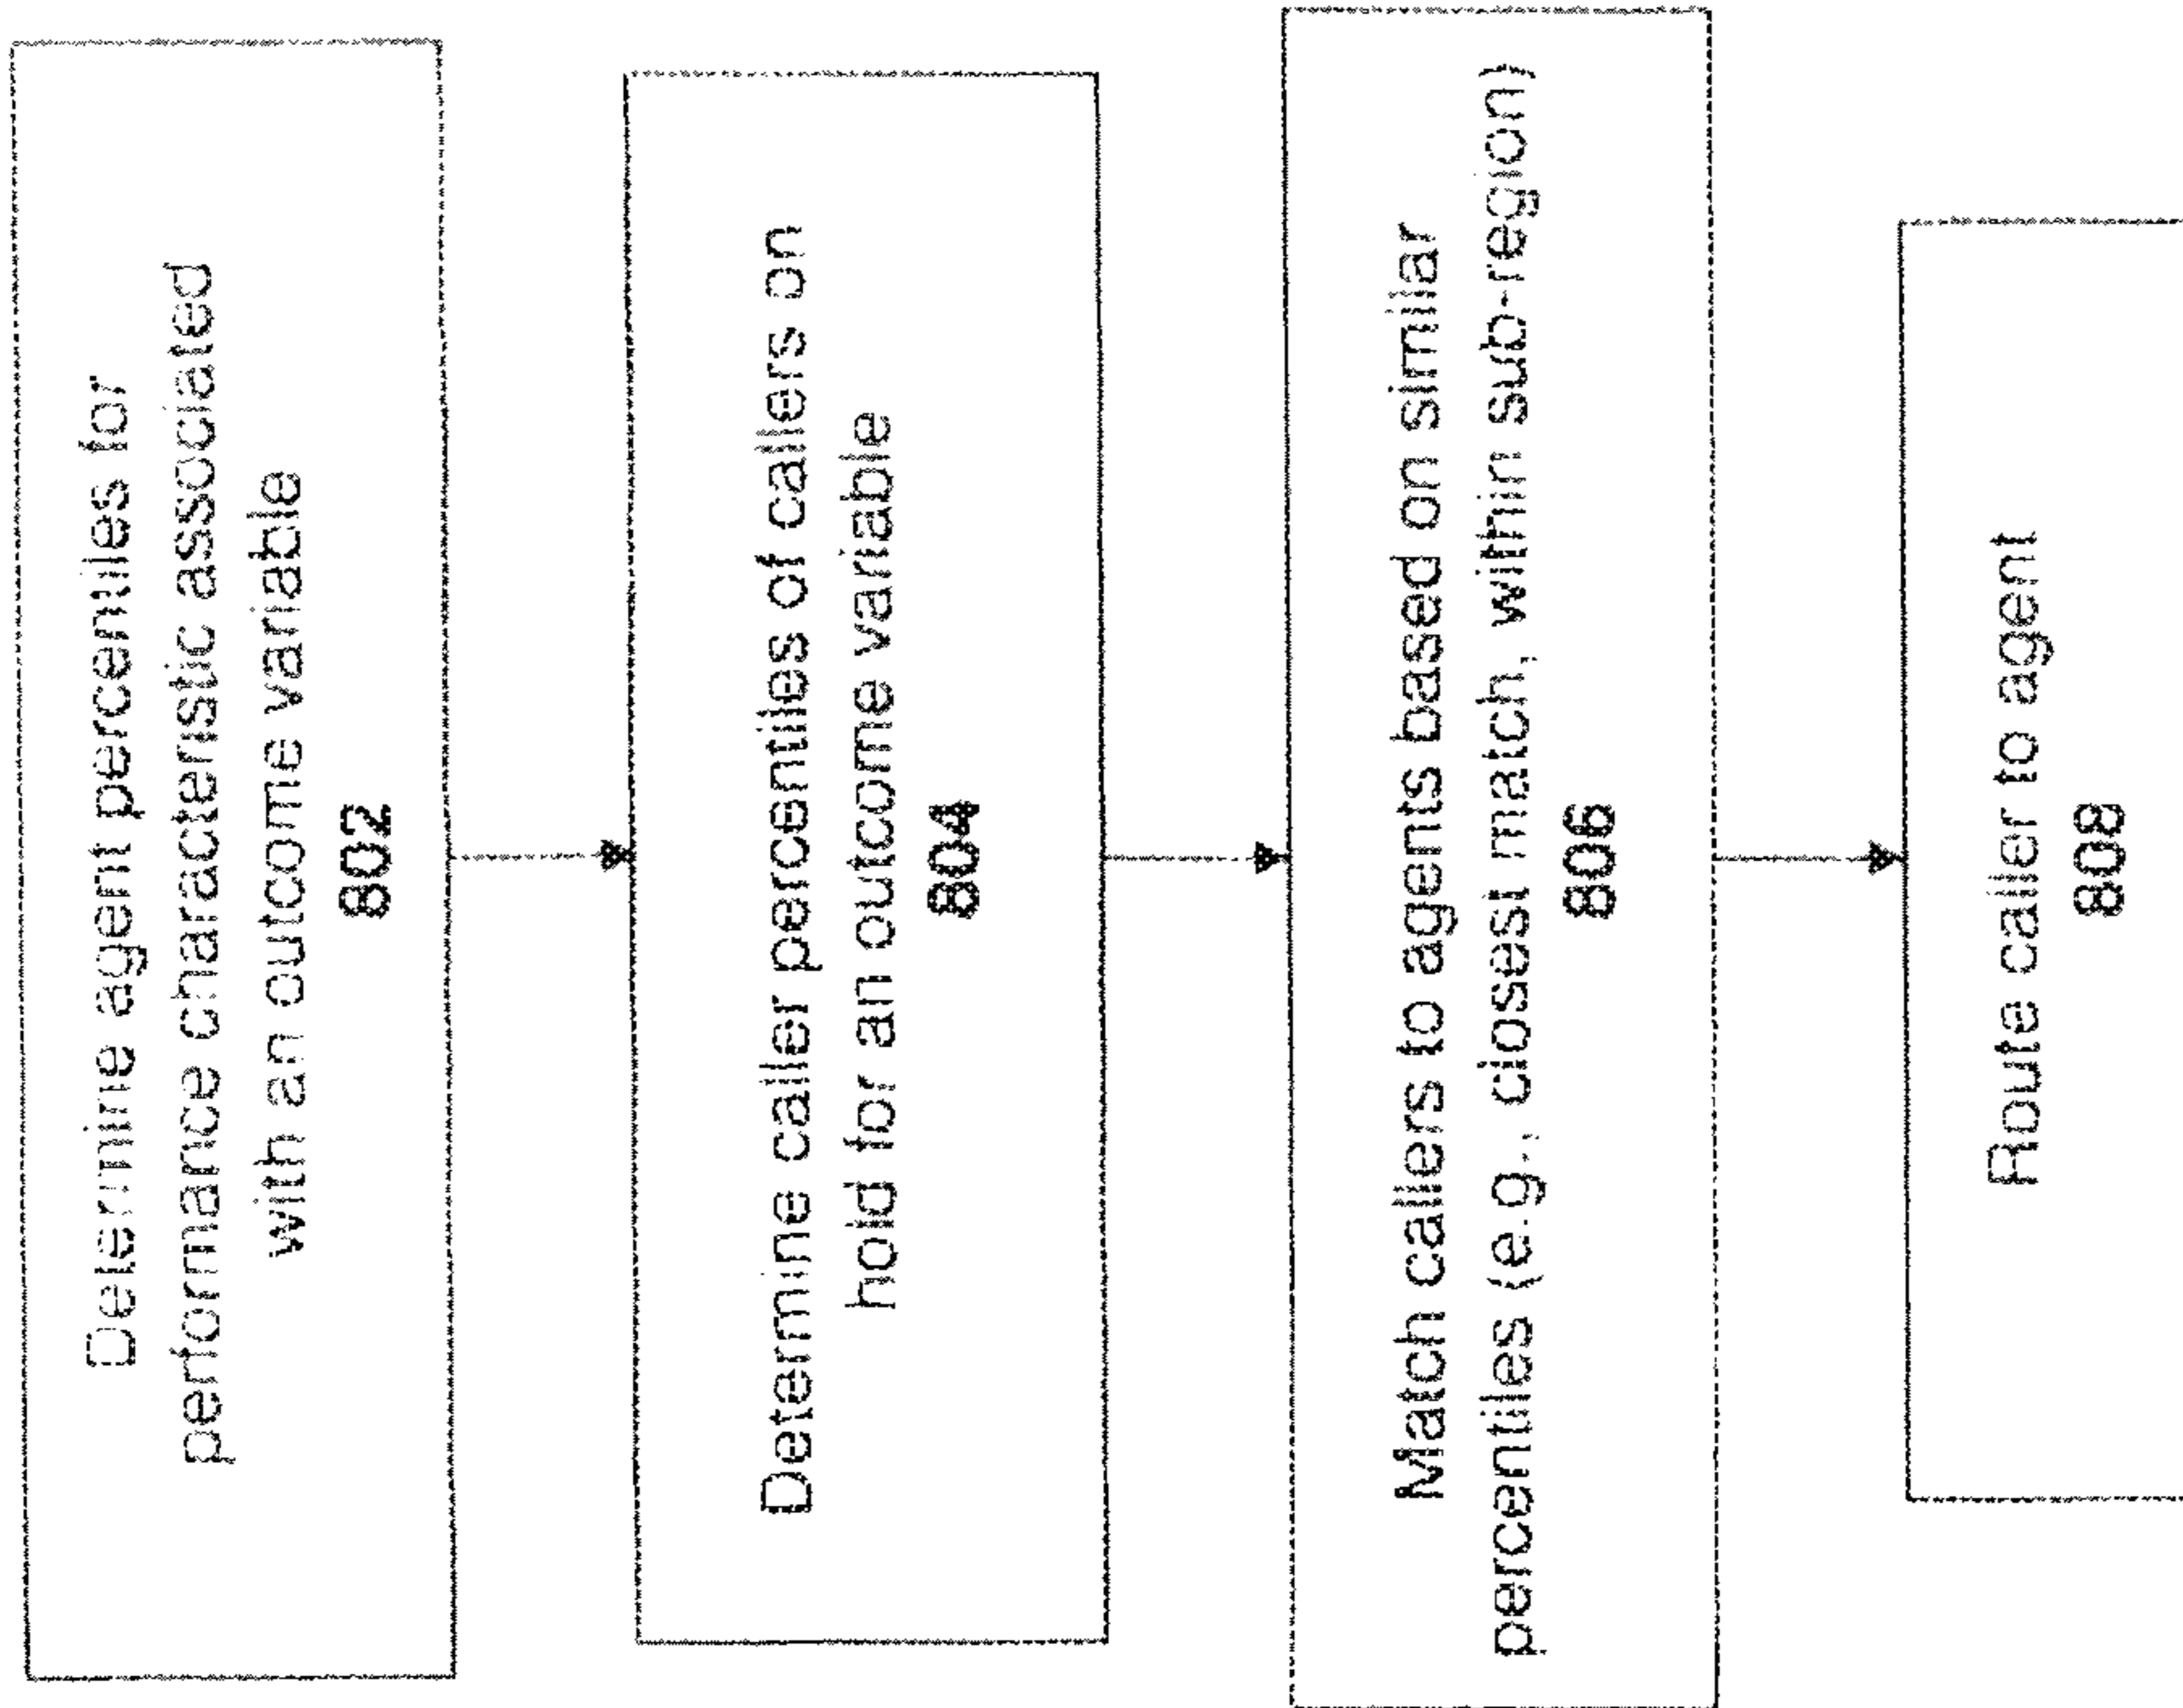 Determine agent percentiles for
performance characteristic associated
with an outcome variable
802
Determine caller percentiles of callers on
hold for an outcome variable
804
Match callers to agents based on similar
percentiles (e.g., closest match, within sub-region)
806
Route caller to agent
808